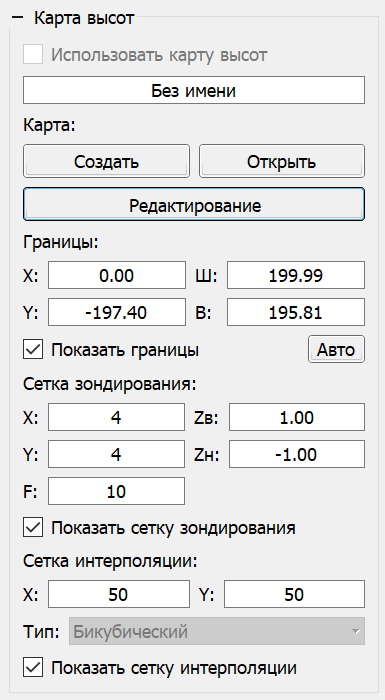 Карта высот
Использовать карту высот
Без имени
Карта:
Создать Открыть
Редактирование
Границы:
X: 0.00 Ш: 199.99
Y: -197.40 В: 195.81
Показать границы Авто
Сетка зондирования:
X: 4 Zв: 1.00
Y: 4 Zн: -1.00
F: 10
Показать сетку зондирования
Сетка интерполяции:
X: 50 Y: 50
Тип: Бикубический
Показать сетку интерполяции